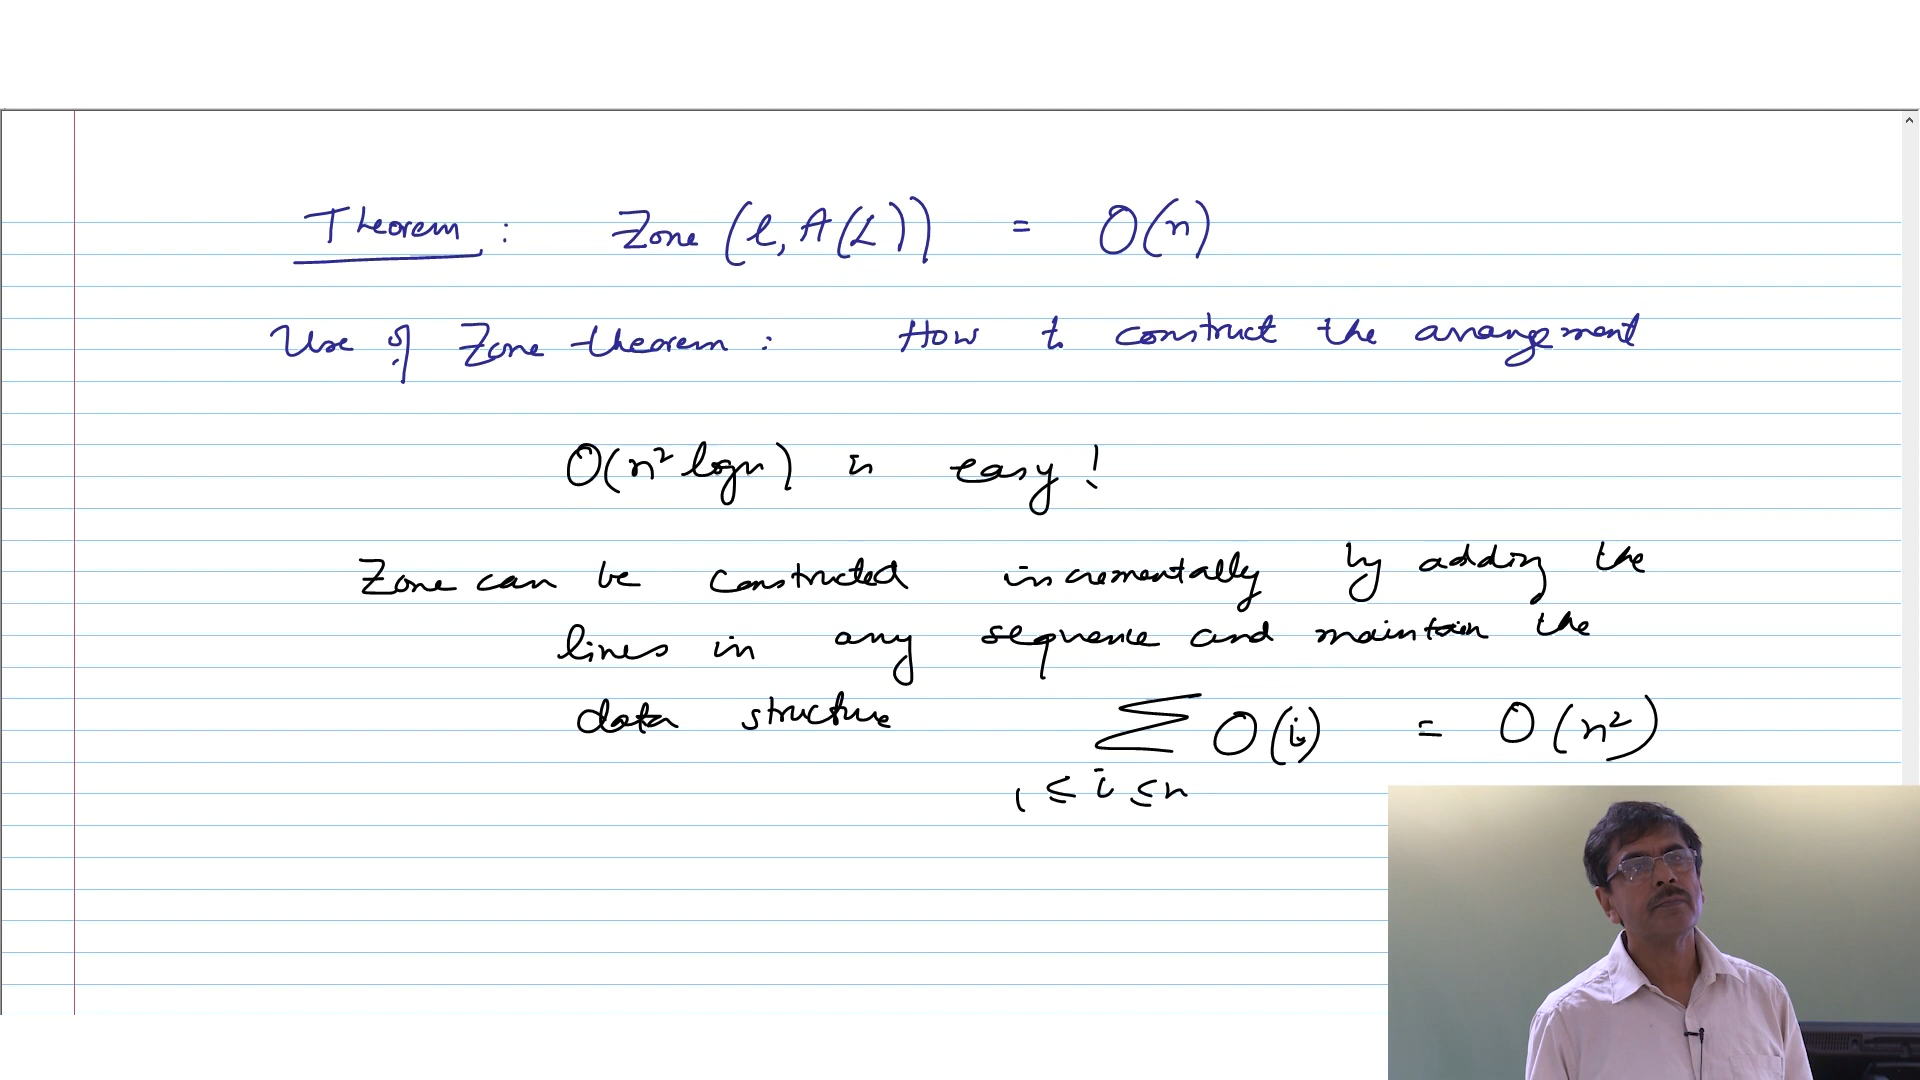 Theorem : Zone (l, A(L)) = O(n)
Use of Zone theorem : How to construct the arrangement
O(n² log n) is easy!
Zone can be constructed incrementally by adding the
lines in any sequence and maintain the
data structure ∑ O(i) = O(n²)
1 ≤ i ≤ n